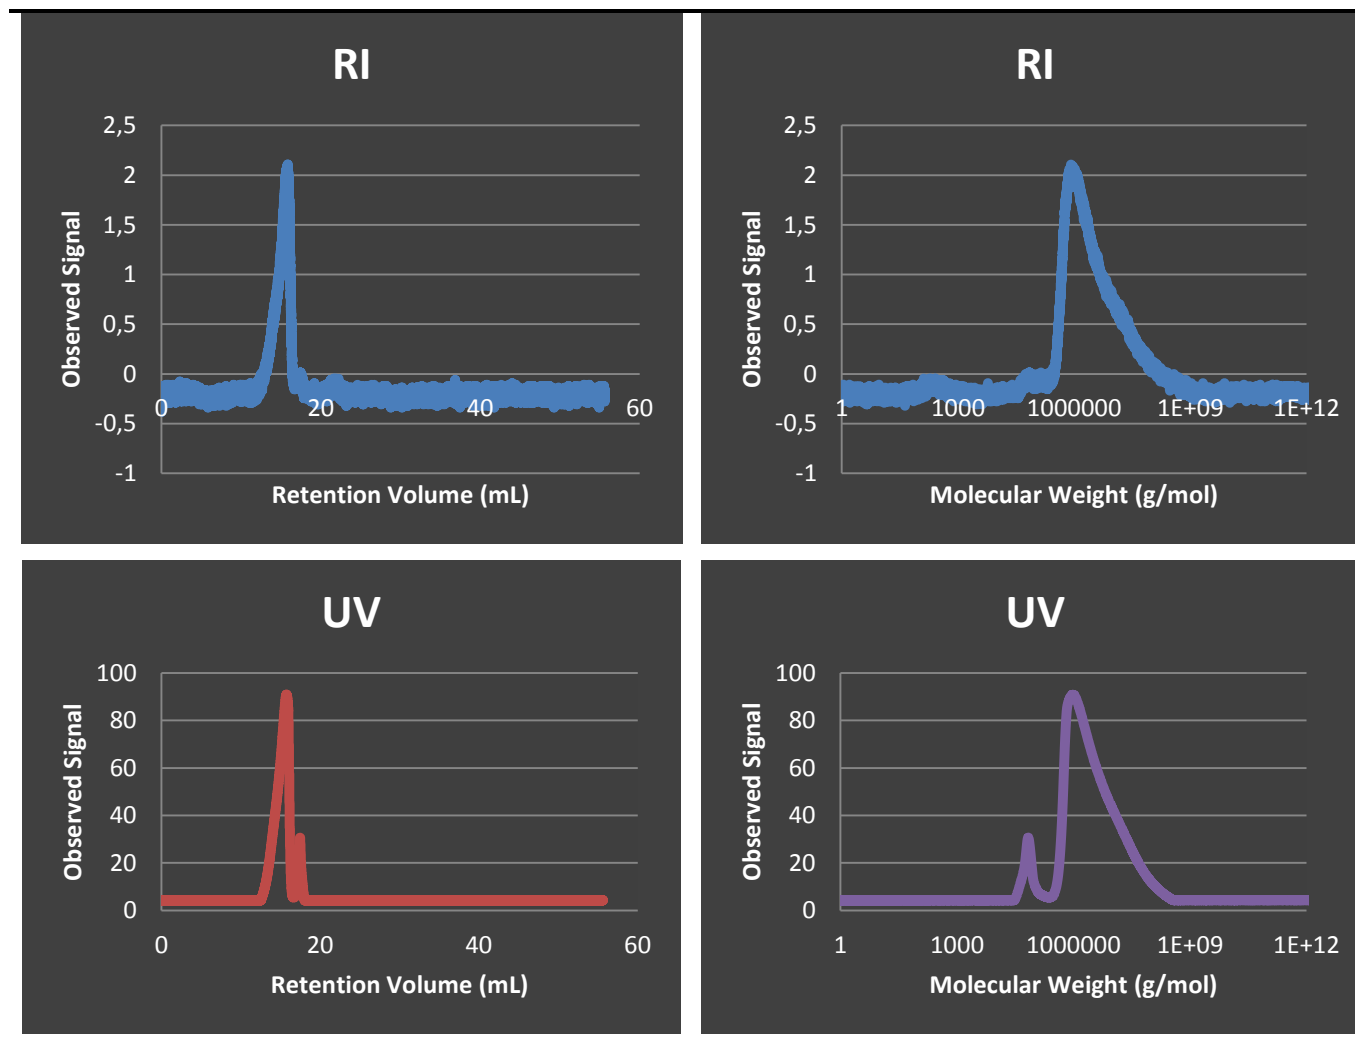 RI
2,5
2
1,5
1
0,5
0
-0,5
-1
Observed Signal
0 20 40 60
Retention Volume (mL)
RI
2,5
2
1,5
1
0,5
0
-0,5
-1
Observed Signal
1 1000 1000000 1E+09 1E+12
Molecular Weight (g/mol)
UV
100
80
60
40
20
0
Observed Signal
0 20 40 60
Retention Volume (mL)
UV
100
80
60
40
20
0
Observed Signal
1 1000 1000000 1E+09 1E+12
Molecular Weight (g/mol)